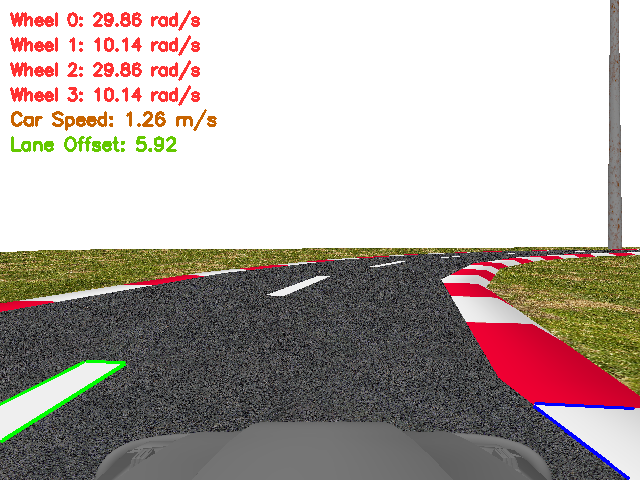 Wheel 0: 29.86 rad/s
Wheel 1: 10.14 rad/s
Wheel 2: 29.86 rad/s
Wheel 3: 10.14 rad/s
Car Speed: 1.26 m/s
Lane Offset: 5.92